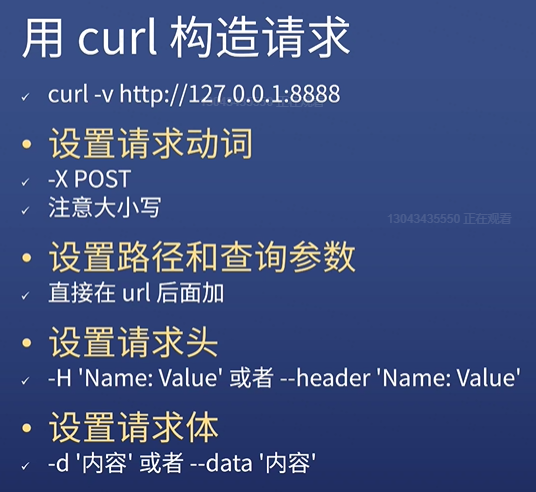 用 curl 构造请求
curl -v http://127.0.0.1:8888
设置请求动词
-X POST
注意大小写
13043435550 正在观看
设置路径和查询参数
直接在 url 后面加
设置请求头
-H 'Name: Value' 或者 --header 'Name: Value'
设置请求体
-d '内容' 或者 --data '内容'